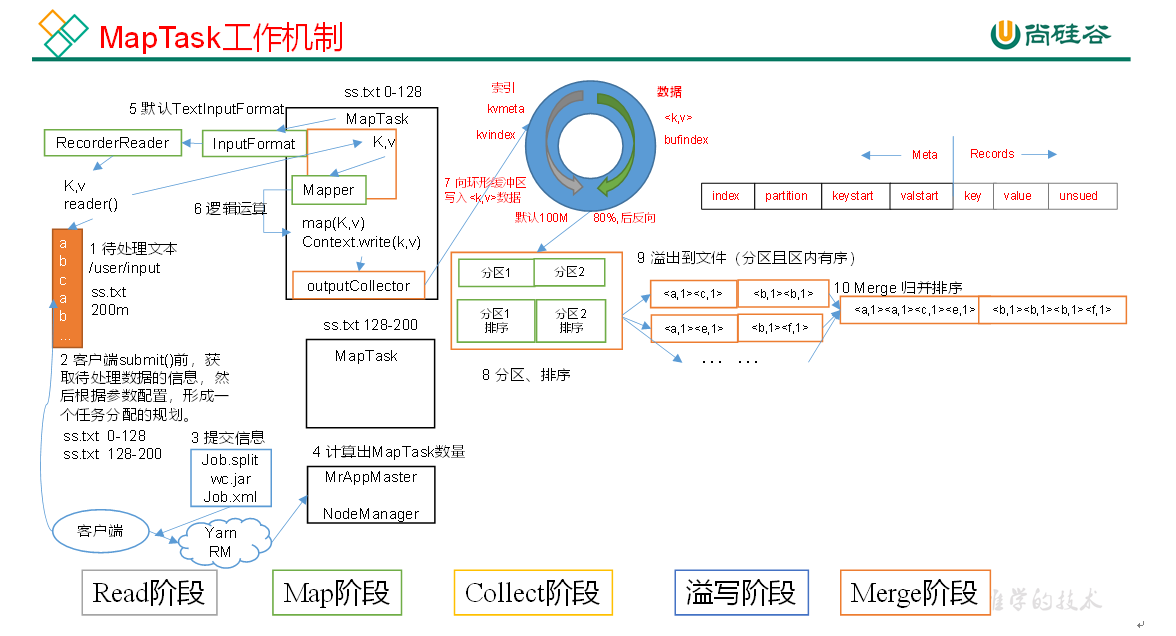 MapTask工作机制
尚硅谷
ss.txt 0-128
5 默认TextInputFormat
MapTask
RecorderReader
InputFormat
K,v
K,v
reader()
Mapper
6 逻辑运算
map(K,v)
Context.write(k,v)
outputCollector
索引
kvmeta
kvindex
数据
<k,v>
bufindex
7 向环形缓冲区
写入<k,v>数据
默认100M
80%,后反向
Meta
Records
index
partition
keystart
valstart
key
value
unsued
a
b
c
a
b
...
1 待处理文本
/user/input
ss.txt
200m
分区1
分区2
分区1
排序
分区2
排序
8 分区、排序
9 溢出到文件（分区且区内有序）
<a,1><c,1>
<b,1><b,1>
<a,1><e,1>
<b,1><f,1>
... ...
10 Merge 归并排序
<a,1><a,1><c,1><e,1>
<b,1><b,1><b,1><f,1>
ss.txt 128-200
MapTask
2 客户端submit()前，获
取待处理数据的信息，然
后根据参数配置，形成一
个任务分配的规划。
ss.txt 0-128
ss.txt 128-200
3 提交信息
Job.split
wc.jar
Job.xml
4 计算出MapTask数量
MrAppMaster
NodeManager
客户端
Yarn
RM
Read阶段
Map阶段
Collect阶段
溢写阶段
Merge阶段
学的技术